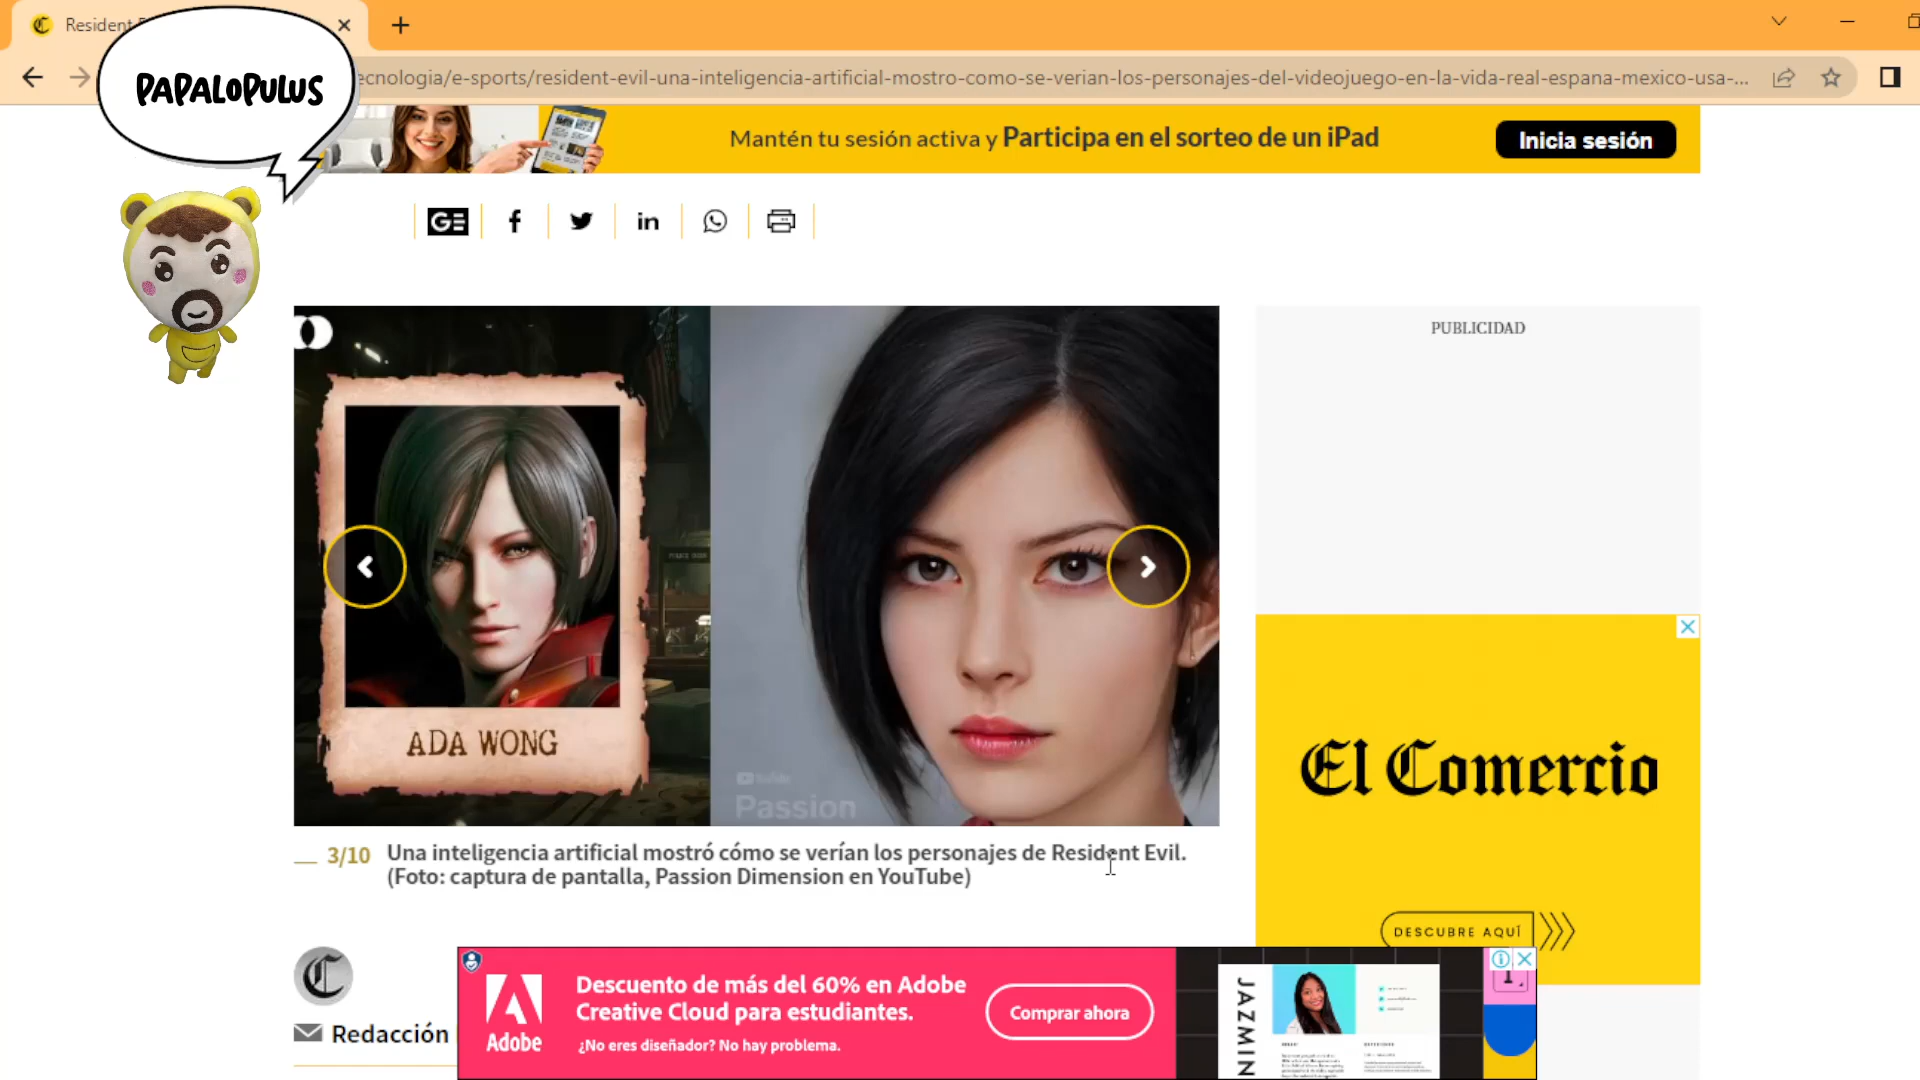 Resident
PAPALOPULUS
ecnologia/e-sports/resident-evil-una-inteligencia-artificial-mostro-como-se-verian-los-personajes-del-videojuego-en-la-vida-real-espana-mexico-usa-...
Mantén tu sesión activa y Participa en el sorteo de un iPad
Inicia sesión
GE
f
in
PUBLICIDAD
ADA WONG
YouTube
Passion
El Comercio
3/10 Una inteligencia artificial mostró cómo se verían los personajes de Resident Evil.
(Foto: captura de pantalla, Passion Dimension en YouTube)
DESCUBRE AQUÍ
Redacción
Adobe
Descuento de más del 60% en Adobe
Creative Cloud para estudiantes.
¿No eres diseñador? No hay problema.
Comprar ahora
JAZMIN